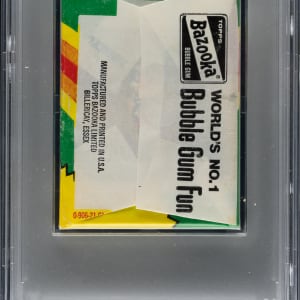 TOPPS
Bazooka
BUBBLE GUM
WORLD'S NO.1
Bubble Gum Fun
MANUFACTURED AND PRINTED IN U.S.A.
TOPPS BAZOOKA LIMITED
BILLERICAY, ESSEX